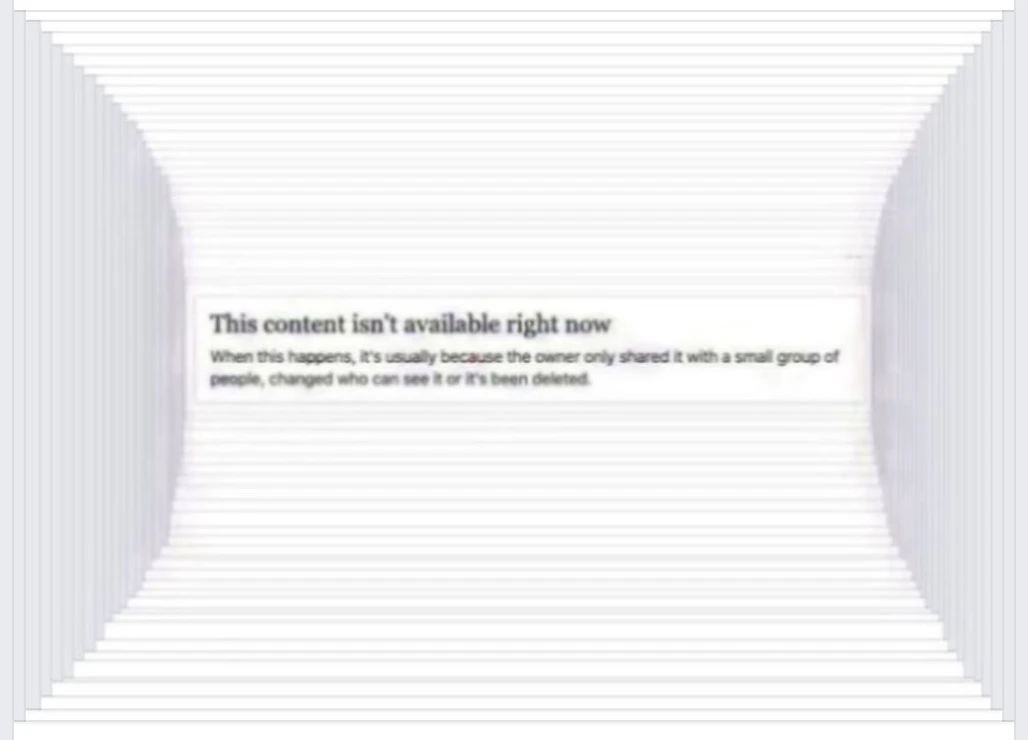 This content isn't available right now
When this happens, it's usually because the owner only shared it with a small group of
people, changed who can see it or it's been deleted.